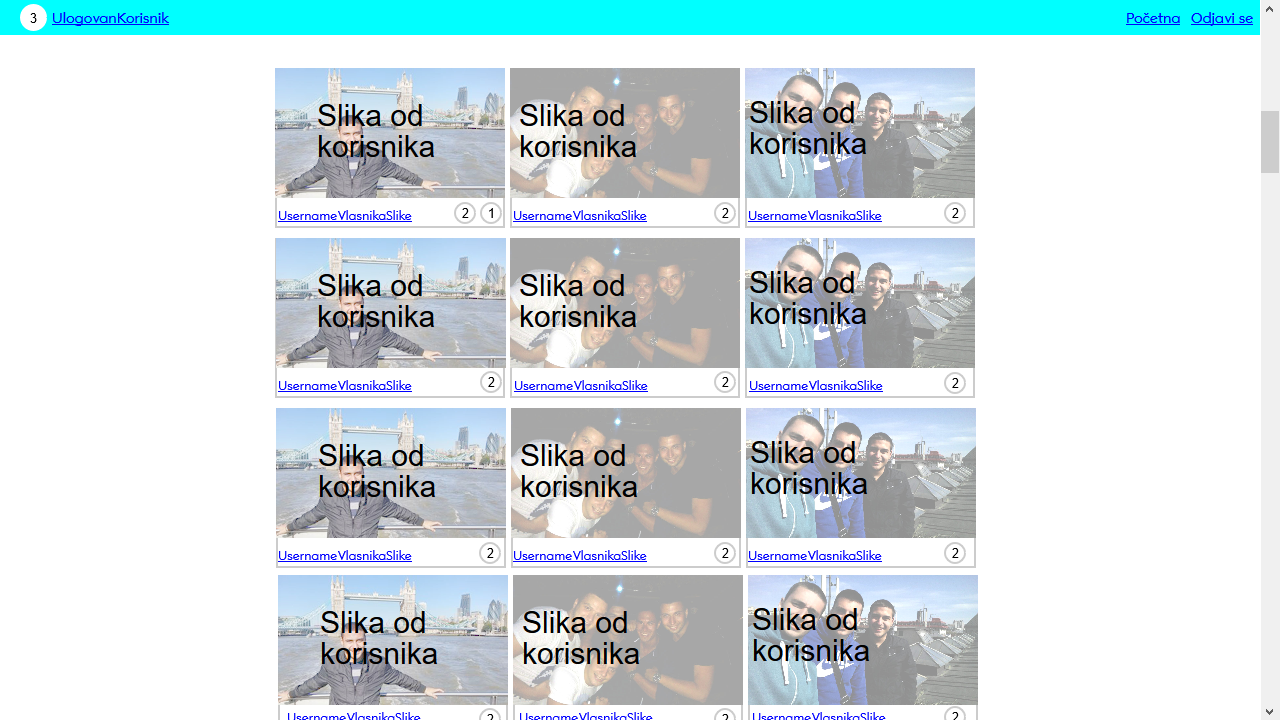 3 UlogovanKorisnik Početna Odjavi se
Slika od
korisnika
Slika od
korisnika
Slika od
korisnika
UsernameVlasnikaSlike 2 1
UsernameVlasnikaSlike 2
UsernameVlasnikaSlike 2
Slika od
korisnika
Slika od
korisnika
Slika od
korisnika
UsernameVlasnikaSlike 2
UsernameVlasnikaSlike 2
UsernameVlasnikaSlike 2
Slika od
korisnika
Slika od
korisnika
Slika od
korisnika
UsernameVlasnikaSlike 2
UsernameVlasnikaSlike 2
UsernameVlasnikaSlike 2
Slika od
korisnika
Slika od
korisnika
Slika od
korisnika
UsernameVlasnikaSlike 2
UsernameVlasnikaSlike 2
UsernameVlasnikaSlike 2